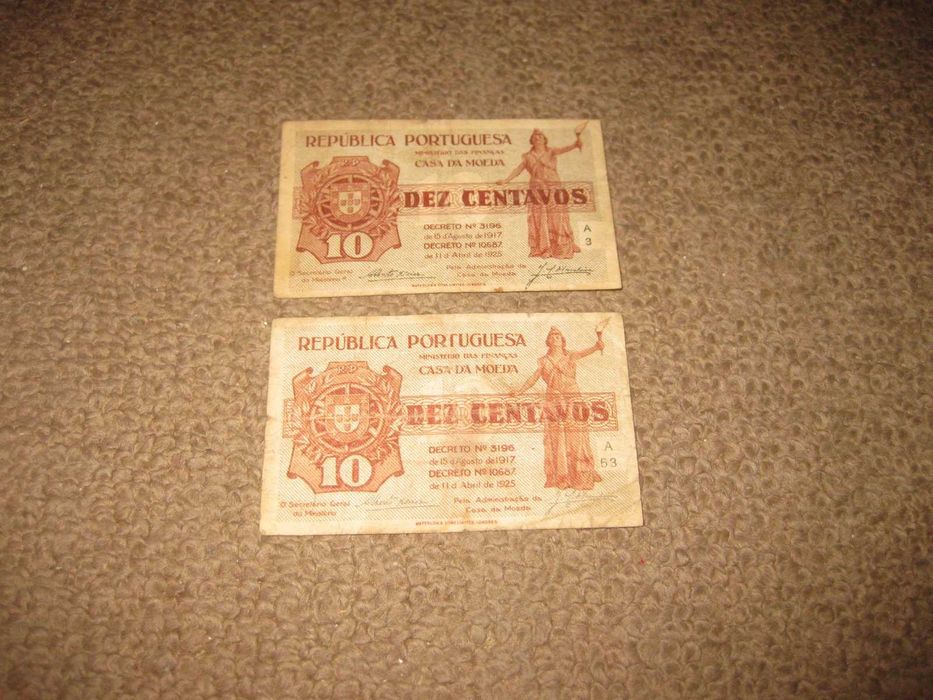 REPÚBLICA PORTUGUESA
MINISTERIO DAS FINANÇAS
CASA DA MOEDA
DEZ CENTAVOS
DECRETO Nº 3196
de 15 d'Agosto de 1917
DECRETO Nº 10687
de 11 d Abril de 1925
A
3
10
O Secretário Geral
do Ministério
Pela Administração da
Casa da Moeda
REPÚBLICA PORTUGUESA
MINISTERIO DAS FINANÇAS
CASA DA MOEDA
DEZ CENTAVOS
DECRETO Nº 3196
de 15 d'Agosto de 1917
DECRETO Nº 10687
de 11 d Abril de 1925
A
53
10
O Secretário Geral
do Ministério
Pela Administração da
Casa da Moeda